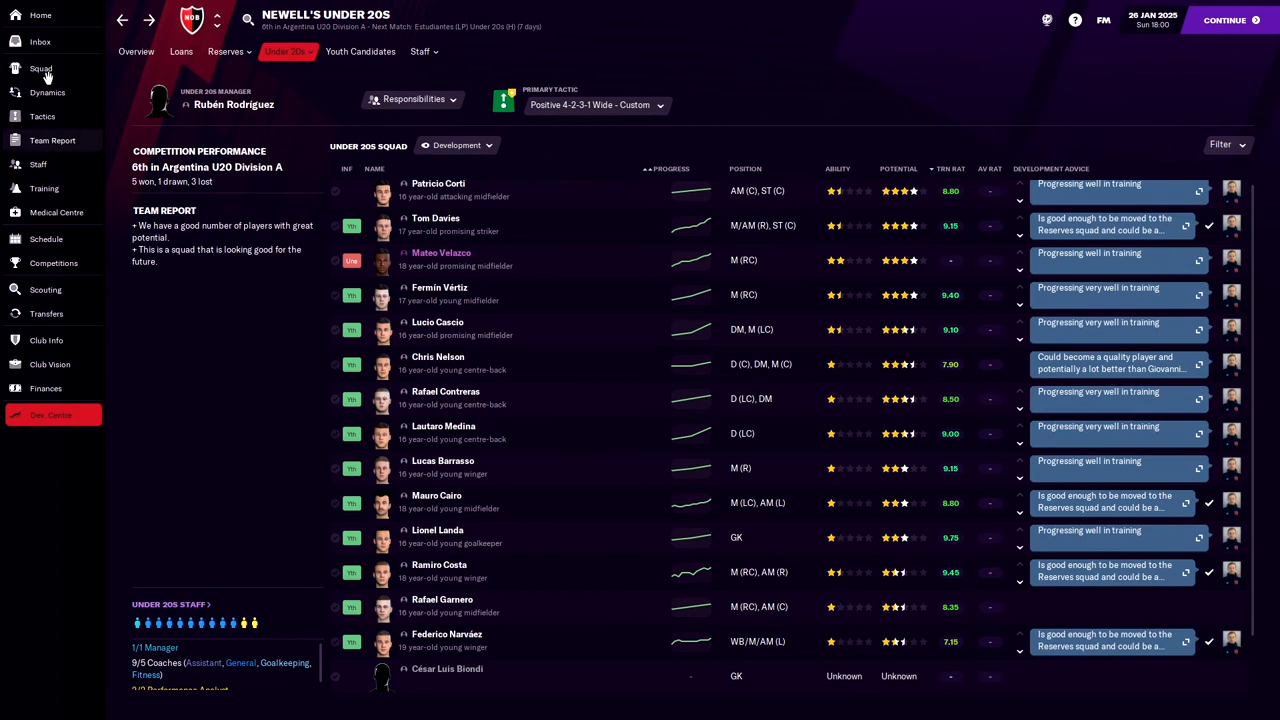 Home
Inbox
Squad
Dynamics
Tactics
Team Report
Staff
Training
Medical Centre
Schedule
Competitions
Scouting
Transfers
Club Info
Club Vision
Finances
Dev. Centre
NEWELL'S UNDER 20S
6th in Argentina U20 Division A - Next Match: Estudiantes (LP) Under 20s (H) (7 days)
FM
26 JAN 2025
Sun 18:00
CONTINUE
Overview Loans Reserves Under 20s Youth Candidates Staff
UNDER 20S MANAGER
Rubén Rodríguez
Responsibilities
PRIMARY TACTIC
Positive 4-2-3-1 Wide - Custom
COMPETITION PERFORMANCE
6th in Argentina U20 Division A
5 won, 1 drawn, 3 lost
TEAM REPORT
+ We have a good number of players with great
potential.
+ This is a squad that is looking good for the
future.
UNDER 20S STAFF >
1/1 Manager
9/5 Coaches (Assistant, General, Goalkeeping,
Fitness)
2/2 Performance Analyst
UNDER 20S SQUAD
Development
Filter
INF NAME PROGRESS POSITION ABILITY POTENTIAL TRN RAT AV RAT DEVELOPMENT ADVICE
Patricio Corti
16 year-old attacking midfielder
AM (C), ST (C)
8.80
-
Progressing very well in training
Yth
Tom Davies
17 year-old promising striker
M/AM (R), ST (C)
9.15
-
Is good enough to be moved to the
Reserves squad and could be a...
Una
Mateo Velazco
18 year-old promising midfielder
M (RC)
-
-
Progressing very well in training
Yth
Fermín Vértiz
17 year-old young midfielder
M (RC)
9.40
-
Progressing very well in training
Yth
Lucio Cascio
16 year-old promising midfielder
DM, M (LC)
9.10
-
Progressing very well in training
Yth
Chris Nelson
16 year-old young centre-back
D (C), DM, M (C)
7.90
-
Could become a quality player and
potentially a lot better than Giovanni...
Yth
Rafael Contreras
16 year-old young centre-back
D (LC), DM
8.50
-
Progressing very well in training
Yth
Lautaro Medina
16 year-old young centre-back
D (LC)
9.00
-
Progressing very well in training
Yth
Lucas Barrasso
16 year-old young winger
M (R)
9.15
-
Progressing well in training
Yth
Mauro Cairo
18 year-old young midfielder
M (LC), AM (L)
8.80
-
Is good enough to be moved to the
Reserves squad and could be a...
Yth
Lionel Landa
16 year-old young goalkeeper
GK
9.75
-
Progressing well in training
Yth
Ramiro Costa
18 year-old young winger
M (RC), AM (R)
9.45
-
Is good enough to be moved to the
Reserves squad and could be a...
Yth
Rafael Garnero
16 year-old young midfielder
M (RC), AM (C)
8.35
-
Yth
Federico Narváez
19 year-old young winger
WB/M/AM (L)
7.15
-
Is good enough to be moved to the
Reserves squad and could be a...
César Luis Biondi
-
GK
Unknown
Unknown
-
-